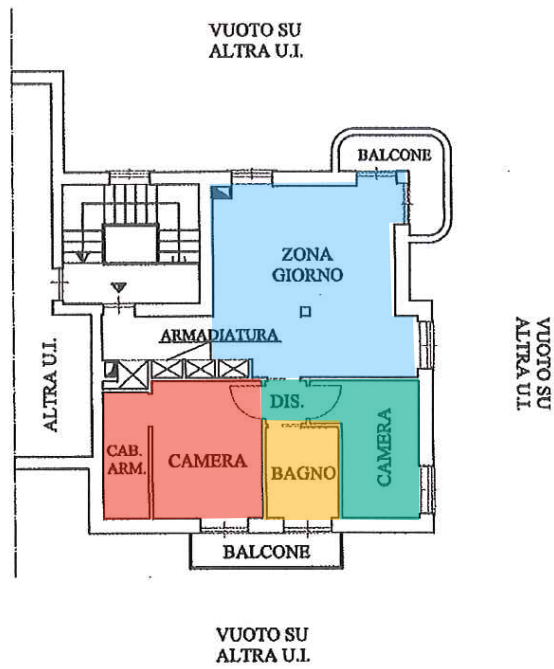 VUOTO SU
ALTRA U.I.
BALCONE
ZONA
GIORNO
ARMADIATURA
ALTRA U.I.
VUOTO SU
ALTRA U.I
DIS.
CAB.
ARM.
CAMERA
BAGNO
CAMERA
BALCONE
VUOTO SU
ALTRA U.I.